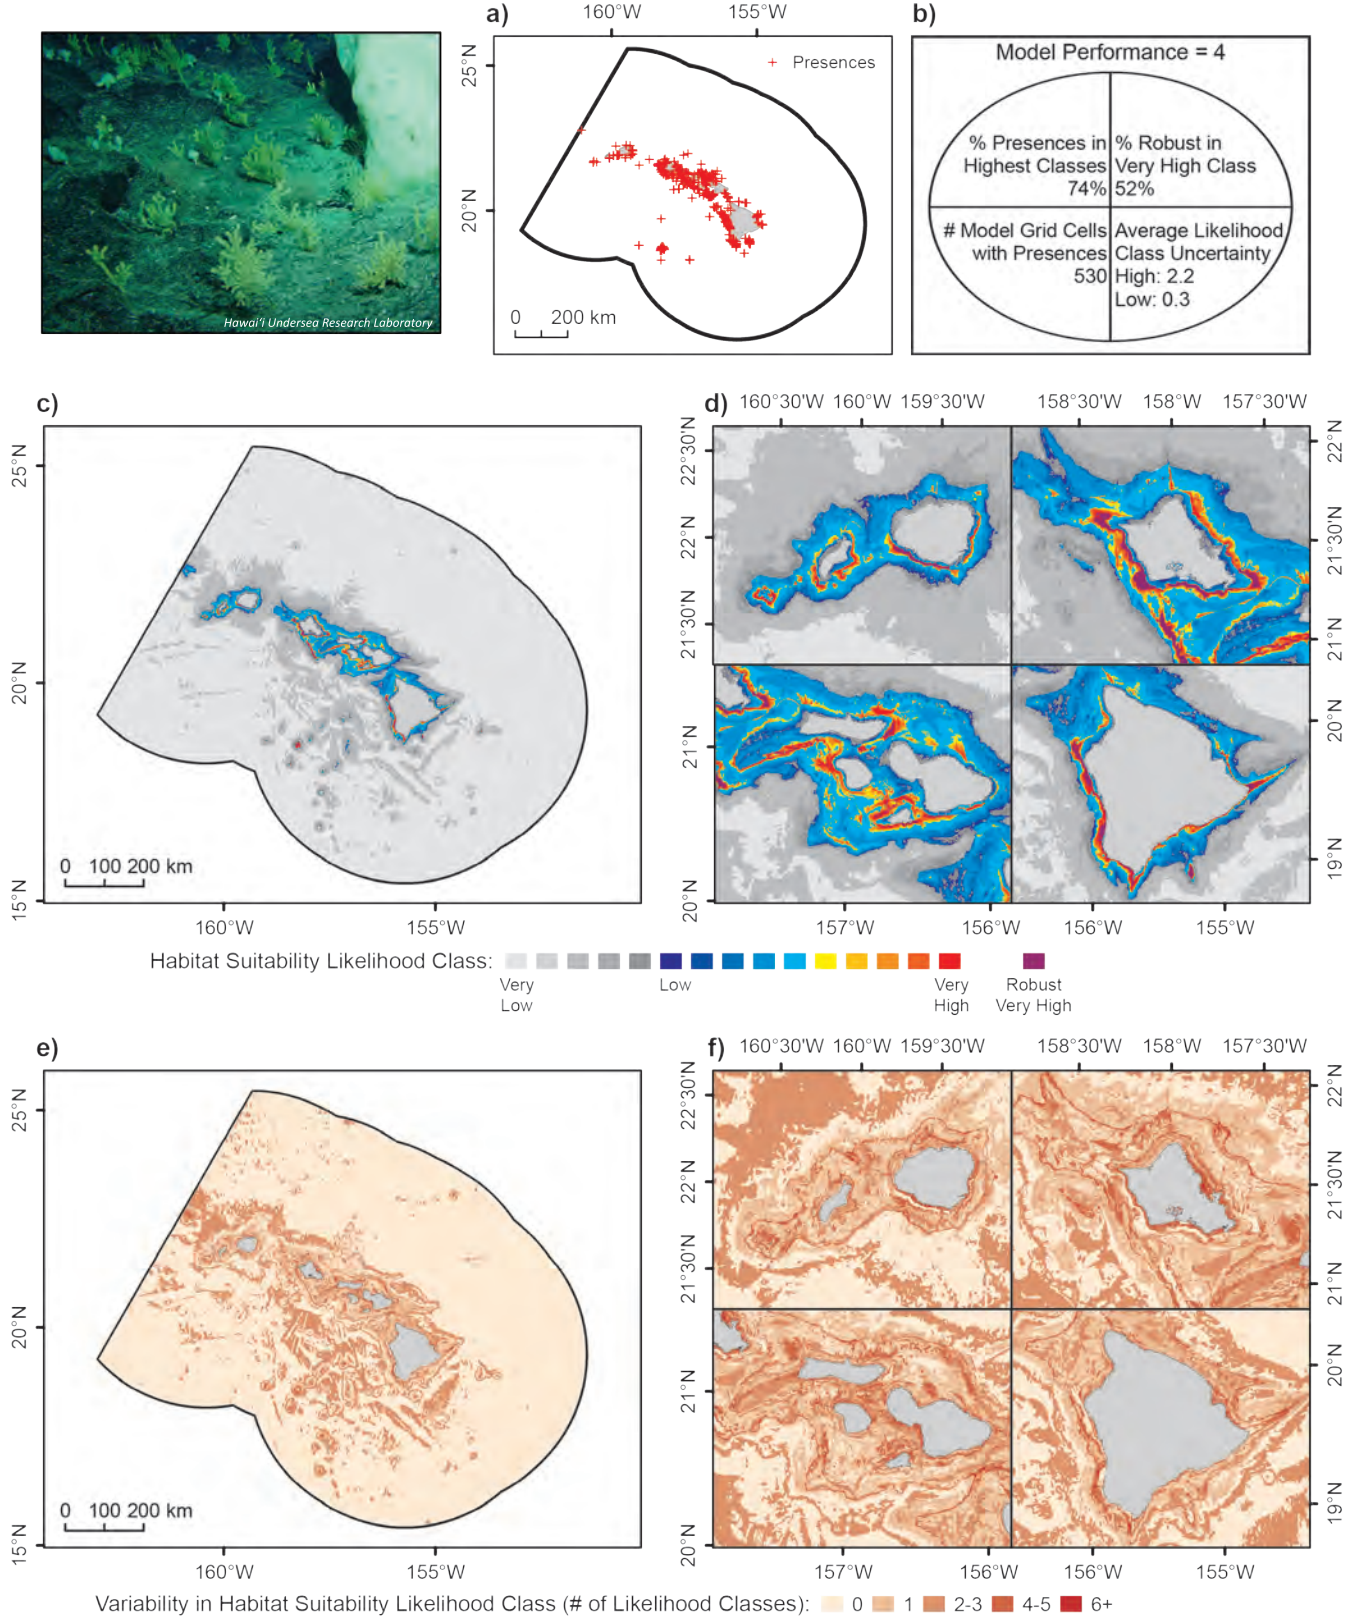 Hawai‘i Undersea Research Laboratory
a)
160°W
155°W
25°N
20°N
+ Presences
0 200 km
b)
Model Performance = 4
% Presences in
Highest Classes
74%
% Robust in
Very High Class
52%
# Model Grid Cells
with Presences
530
Average Likelihood
Class Uncertainty
High: 2.2
Low: 0.3
c)
25°N
20°N
15°N
0 100 200 km
160°W
155°W
d)
160°30'W 160°W 159°30'W
158°30'W 158°W 157°30'W
22°30'N
22°N
21°30'N
22°N
21°30'N
21°N
21°N
20°N
20°N
19°N
157°W 156°W
156°W 155°W
Habitat Suitability Likelihood Class:
Very
Low
Low
Very
High
Robust
Very High
e)
25°N
20°N
15°N
0 100 200 km
160°W
155°W
f)
160°30'W 160°W 159°30'W
158°30'W 158°W 157°30'W
22°30'N
22°N
21°30'N
22°N
21°30'N
21°N
21°N
20°N
20°N
19°N
157°W 156°W
156°W 155°W
Variability in Habitat Suitability Likelihood Class (# of Likelihood Classes): 0 1 2-3 4-5 6+